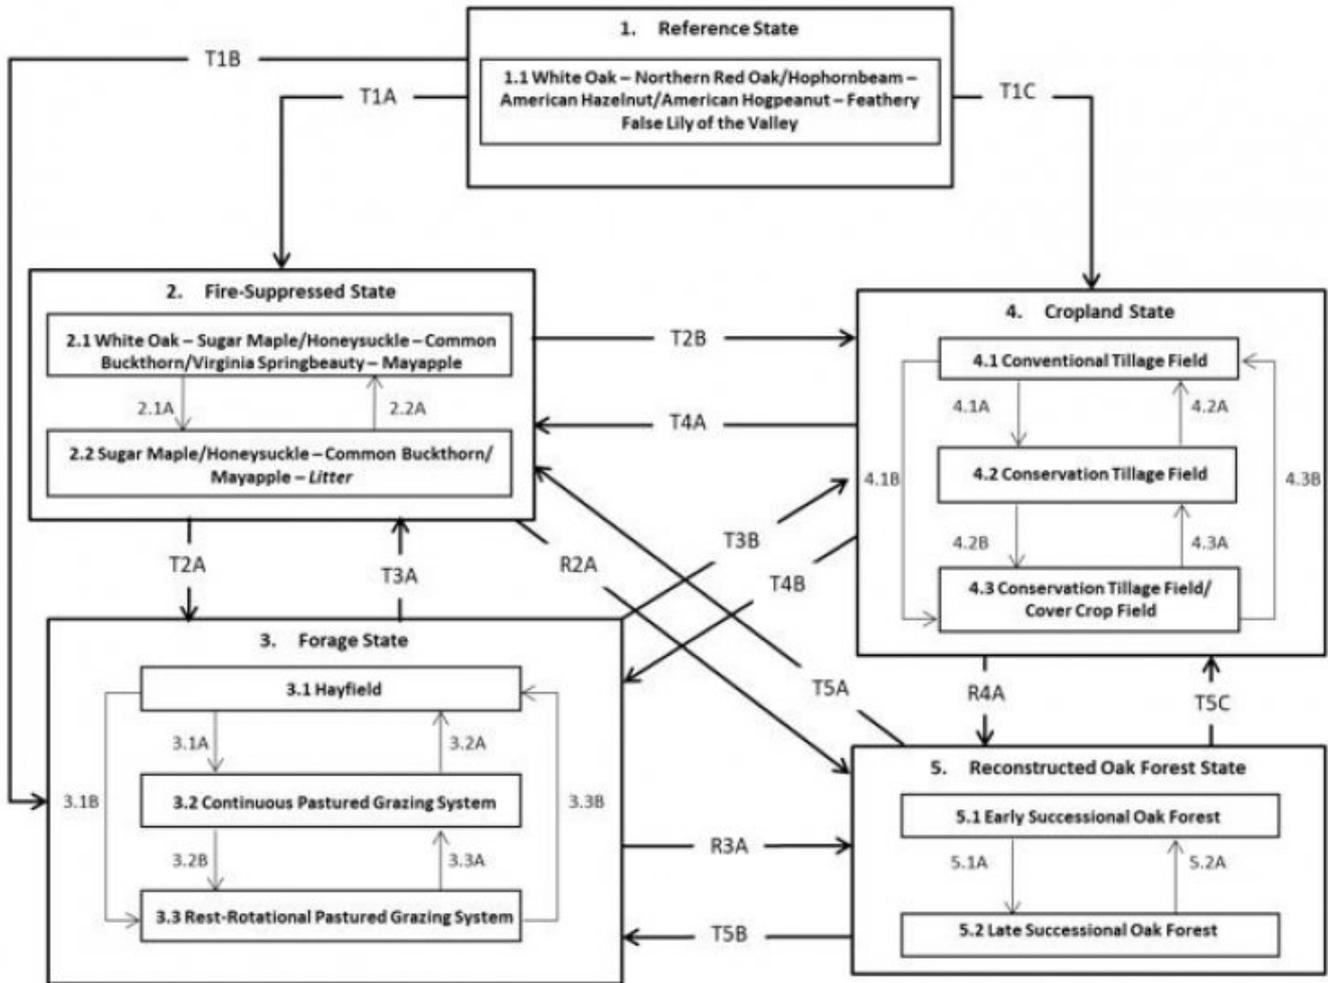 1. Reference State
T1B
1.1 White Oak – Northern Red Oak/Hophornbeam –
American Hazelnut/American Hogpeanut – Feathery
False Lily of the Valley
T1A
T1C
2. Fire-Suppressed State
2.1 White Oak – Sugar Maple/Honeysuckle – Common
Buckthorn/Virginia Springbeauty – Mayapple
2.1A
2.2A
2.2 Sugar Maple/Honeysuckle – Common Buckthorn/
Mayapple – Litter
T2B
T4A
4. Cropland State
4.1 Conventional Tillage Field
4.1A
4.2A
4.2 Conservation Tillage Field
4.1B
4.3B
4.2B
4.3A
4.3 Conservation Tillage Field/
Cover Crop Field
T2A
T3A
R2A
T3B
T4B
T5A
R4A
T5C
3. Forage State
3.1 Hayfield
3.1A
3.2A
3.2 Continuous Pastured Grazing System
3.1B
3.3B
3.2B
3.3A
3.3 Rest-Rotational Pastured Grazing System
R3A
T5B
5. Reconstructed Oak Forest State
5.1 Early Successional Oak Forest
5.1A
5.2A
5.2 Late Successional Oak Forest